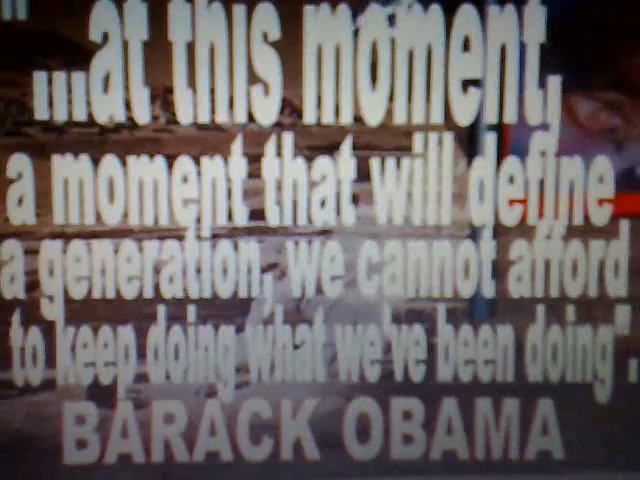 "
...at this moment,
a moment that will define
a generation, we cannot afford
to keep doing what we've been doing".
BARACK OBAMA